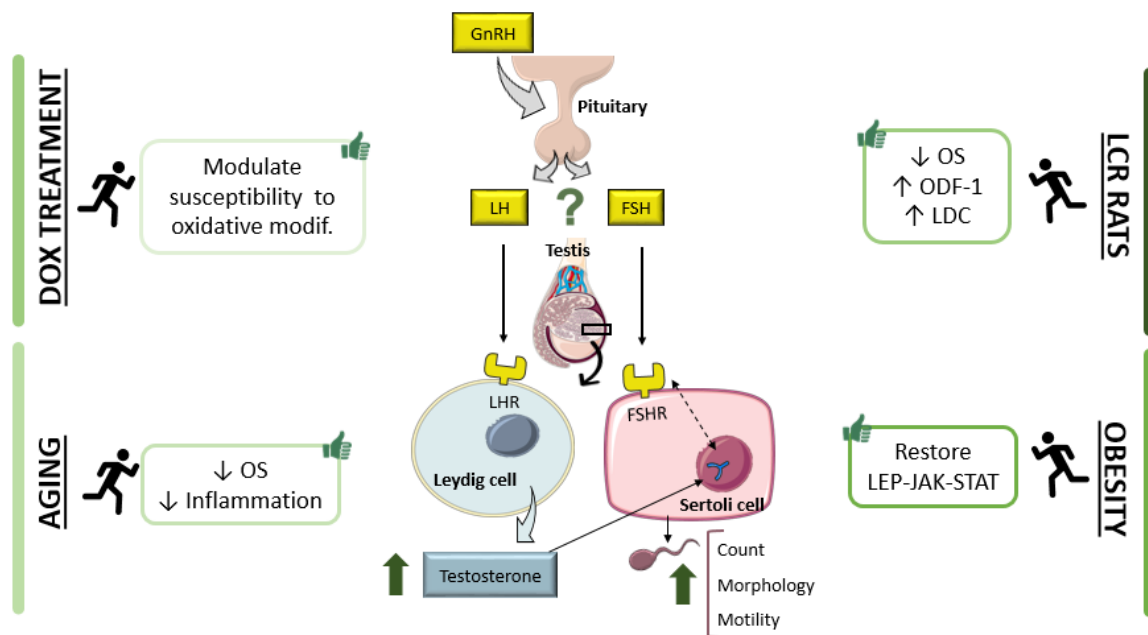 GnRH
Pituitary
DOX TREATMENT
Modulate
susceptibility to
oxidative modif.
LH
?
FSH
Testis
↓ OS
↑ ODF-1
↑ LDC
LCR RATS
LHR
Leydig cell
FSHR
Sertoli cell
AGING
↓ OS
↓ Inflammation
Restore
LEP-JAK-STAT
OBESITY
Testosterone
Count
Morphology
Motility